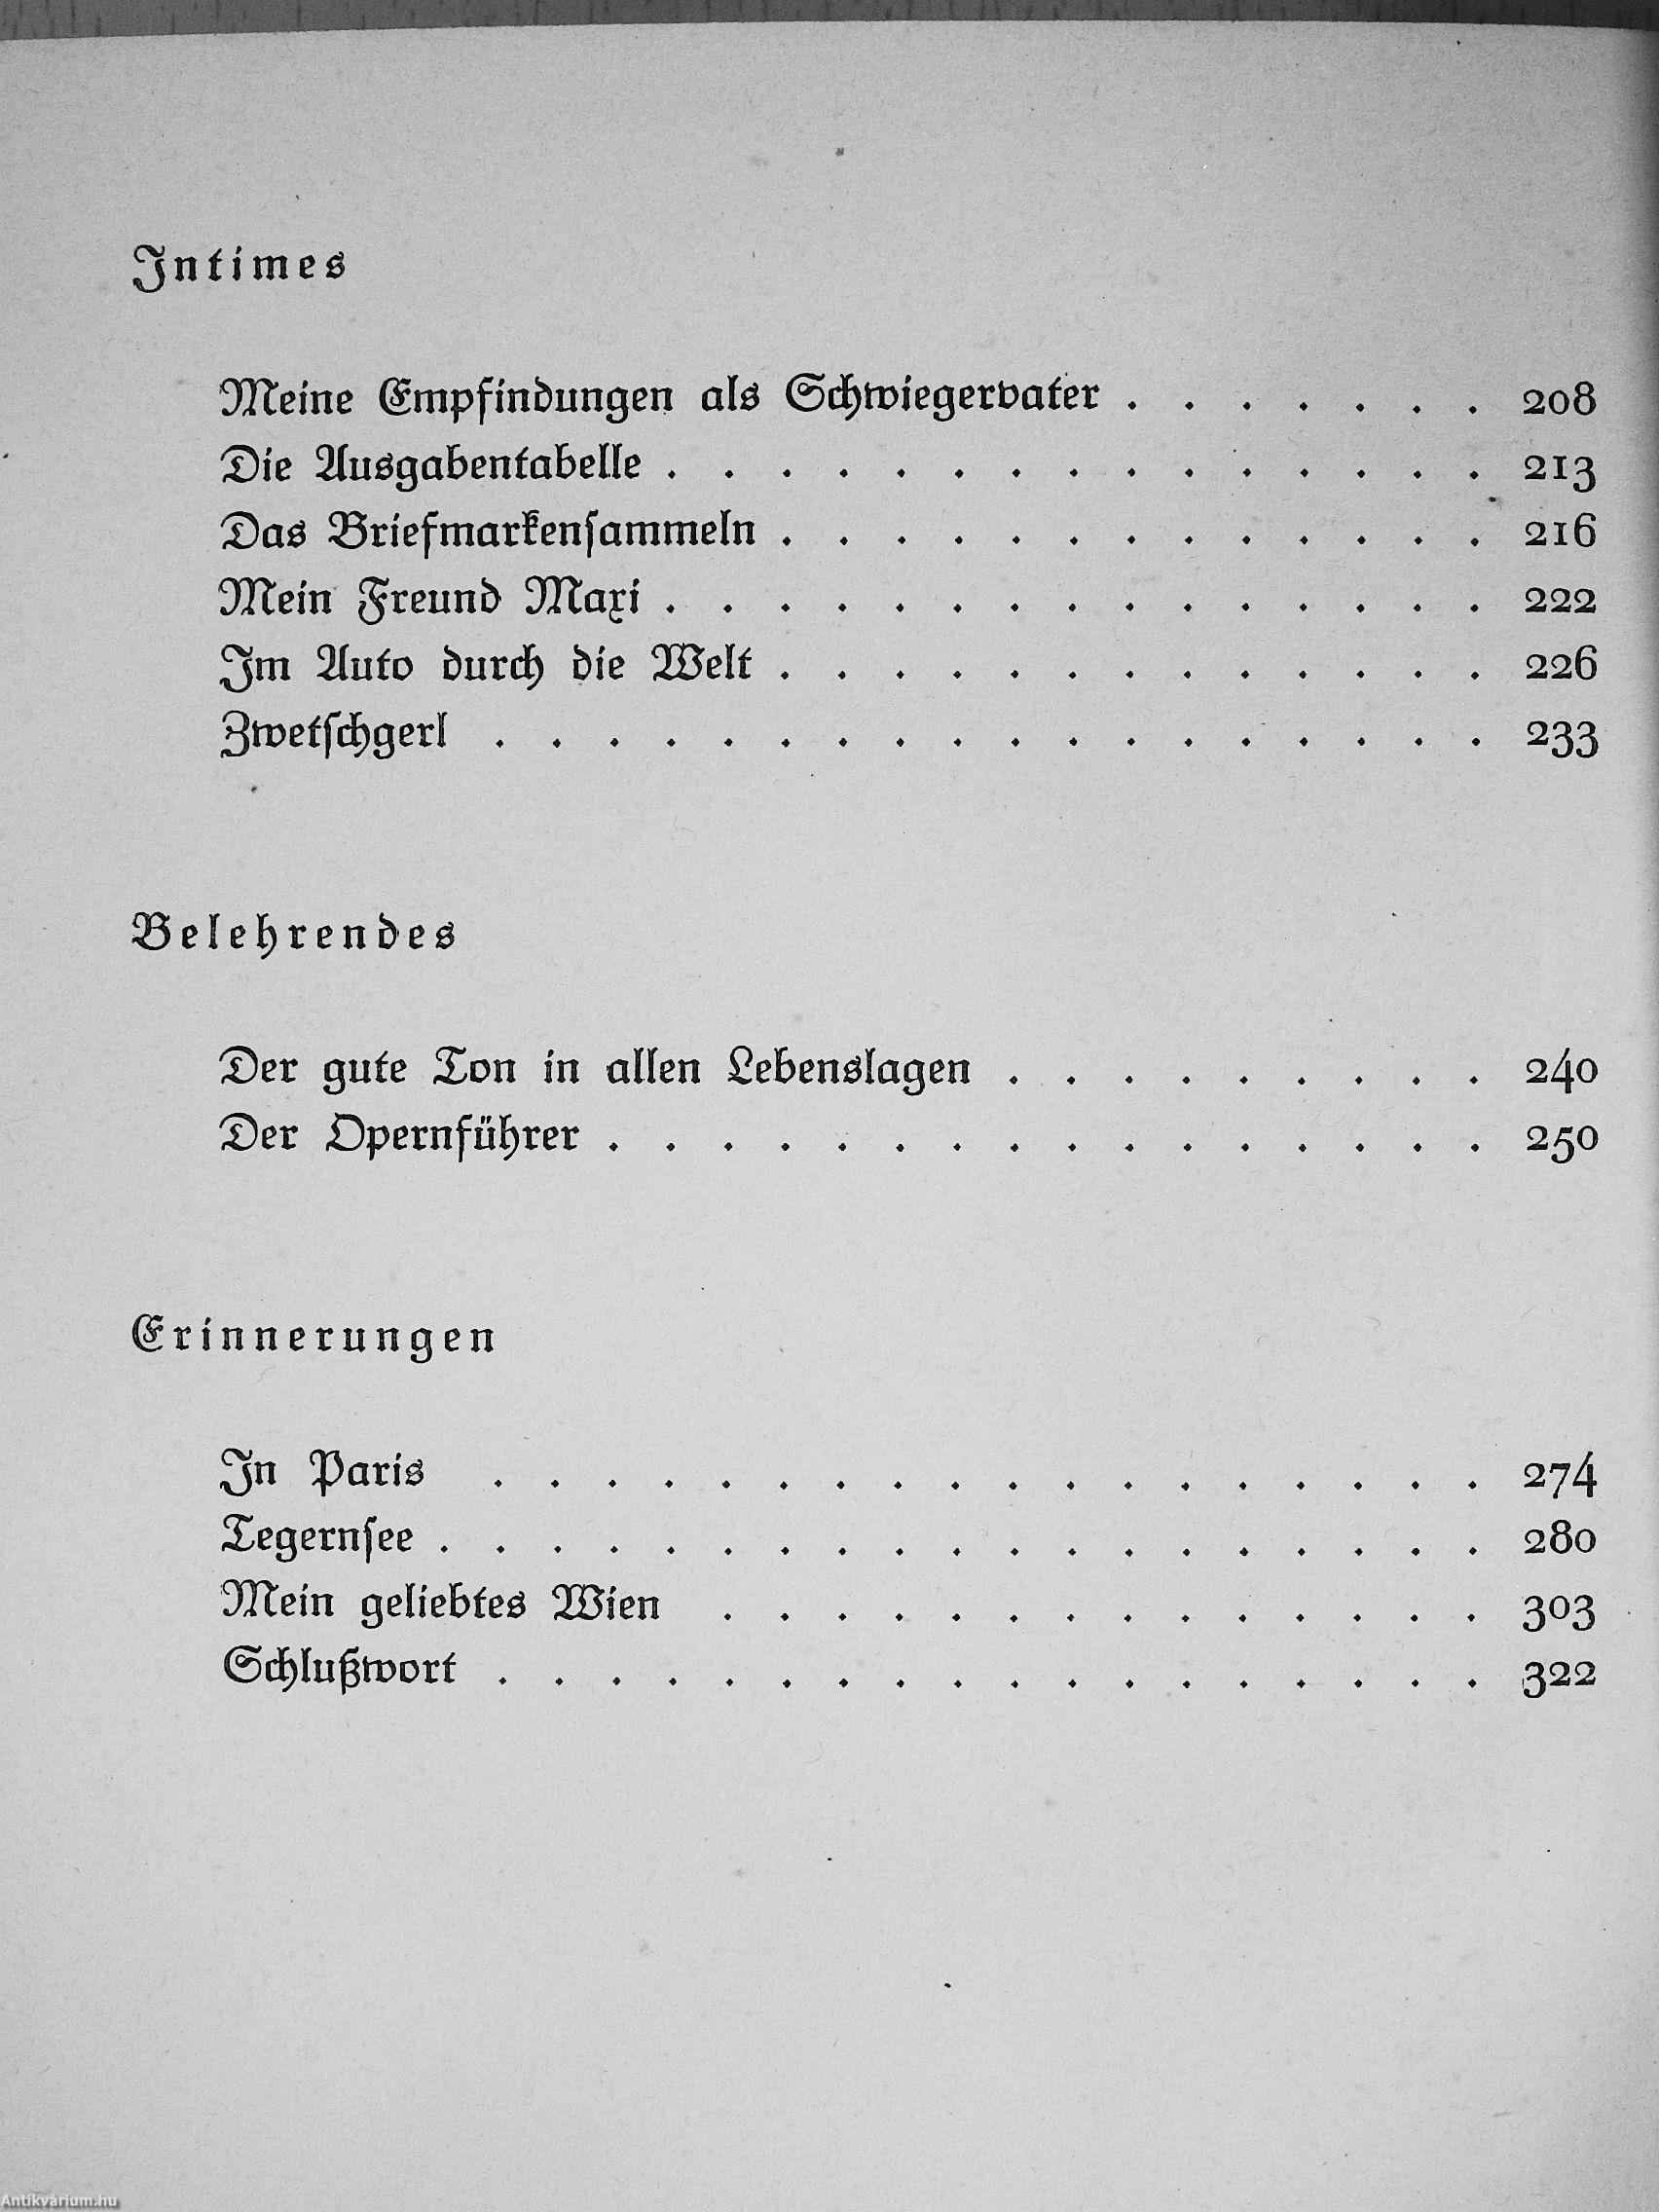 Intimes
Meine Empfindungen als Schwiegervater . . . . . . . 208
Die Ausgabentabelle . . . . . . . . . . . . . . . 213
Das Briefmarkenſammeln . . . . . . . . . . . . . 216
Mein Freund Maxi . . . . . . . . . . . . . . . 222
Im Auto durch die Welt . . . . . . . . . . . . . 226
Zwetſchgerl . . . . . . . . . . . . . . . . . . 233
Belehrendes
Der gute Ton in allen Lebenslagen . . . . . . . . . 240
Der Opernführer . . . . . . . . . . . . . . . . 250
Erinnerungen
In Paris . . . . . . . . . . . . . . . . . . 274
Tegernſee . . . . . . . . . . . . . . . . . . . 280
Mein geliebtes Wien . . . . . . . . . . . . . . 303
Schlußwort . . . . . . . . . . . . . . . . . . 322
Antikvárium.hu